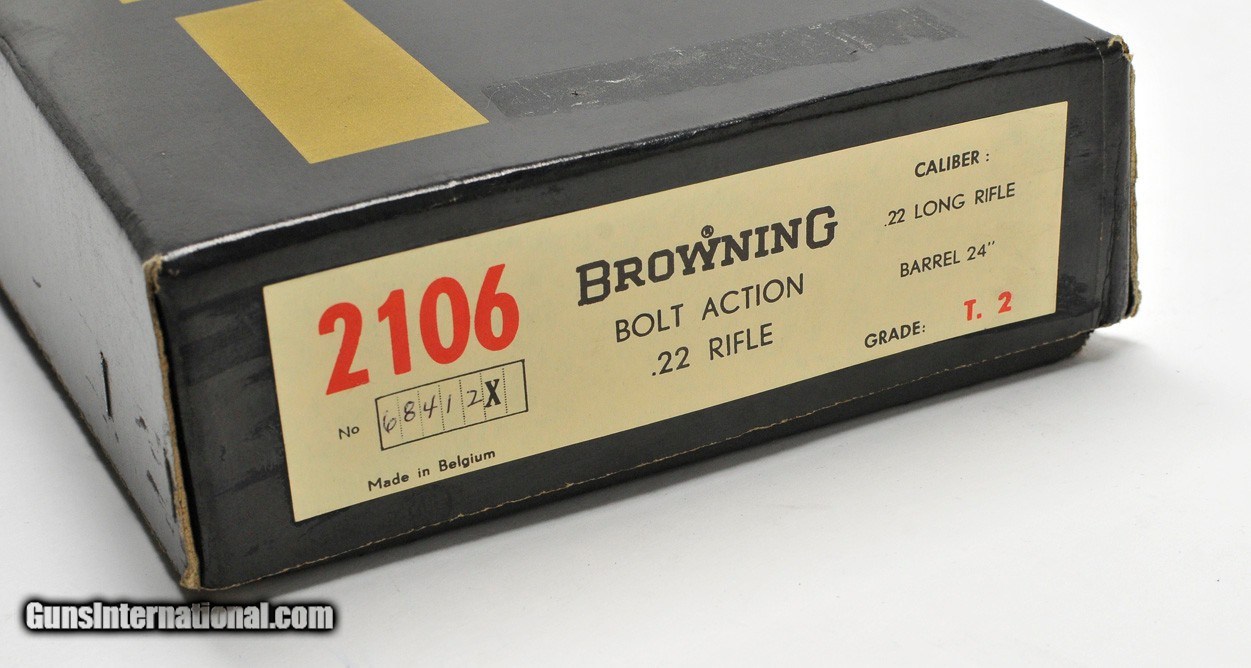 2106
No 68412X
Made in Belgium
BROWNING®
BOLT ACTION
.22 RIFLE
CALIBER :
.22 LONG RIFLE
BARREL 24"
GRADE: T. 2
GunsInternational.com